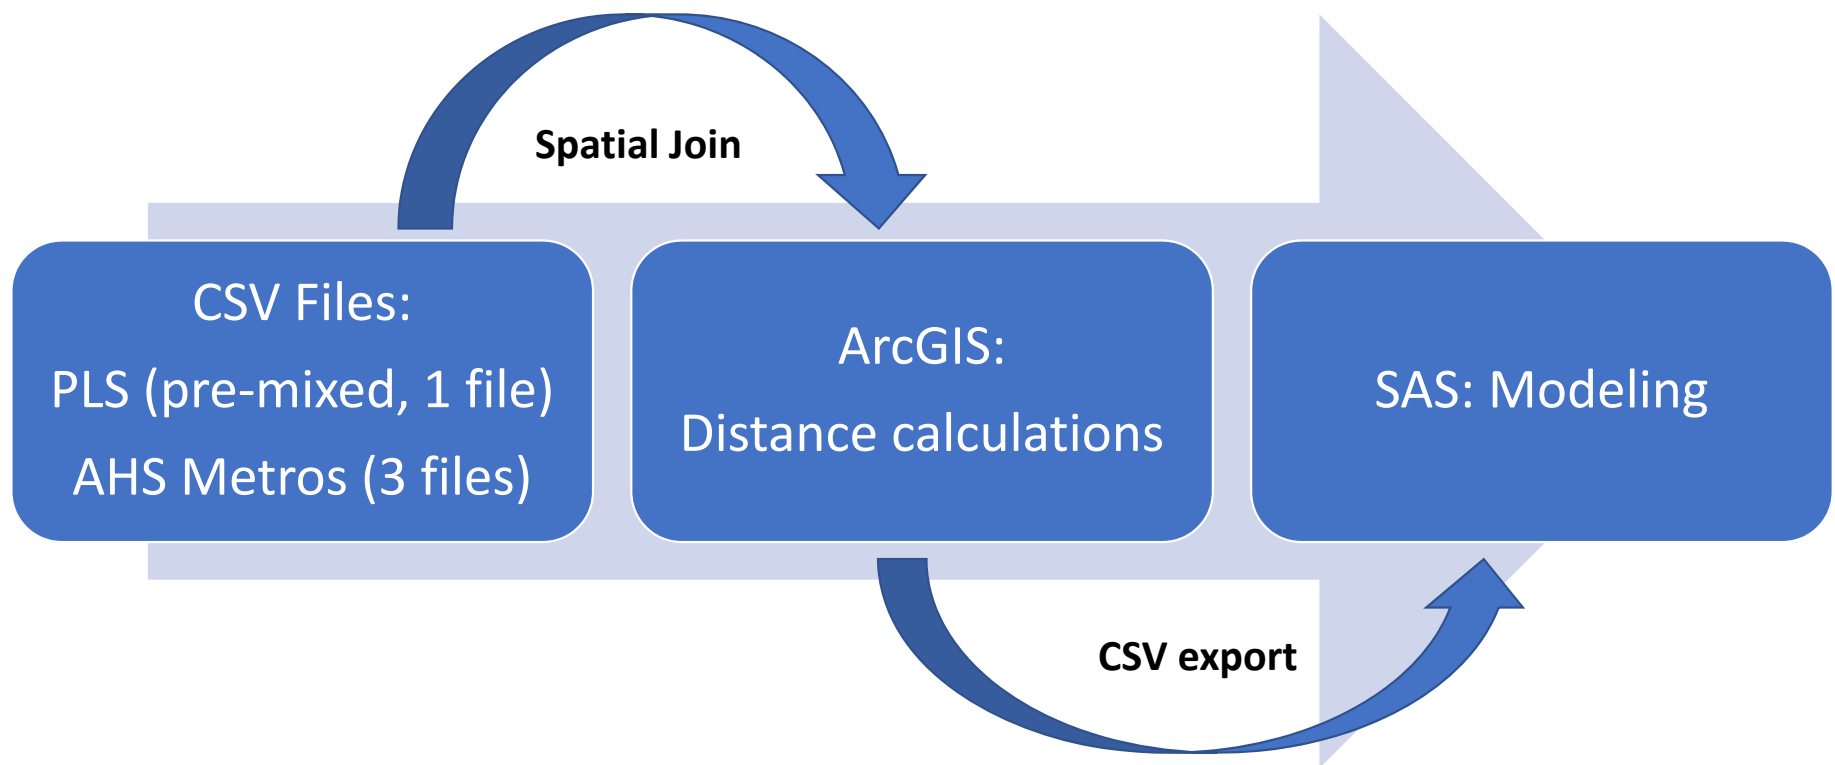 Spatial Join
CSV Files:
PLS (pre-mixed, 1 file)
AHS Metros (3 files)
ArcGIS:
Distance calculations
SAS: Modeling
CSV export